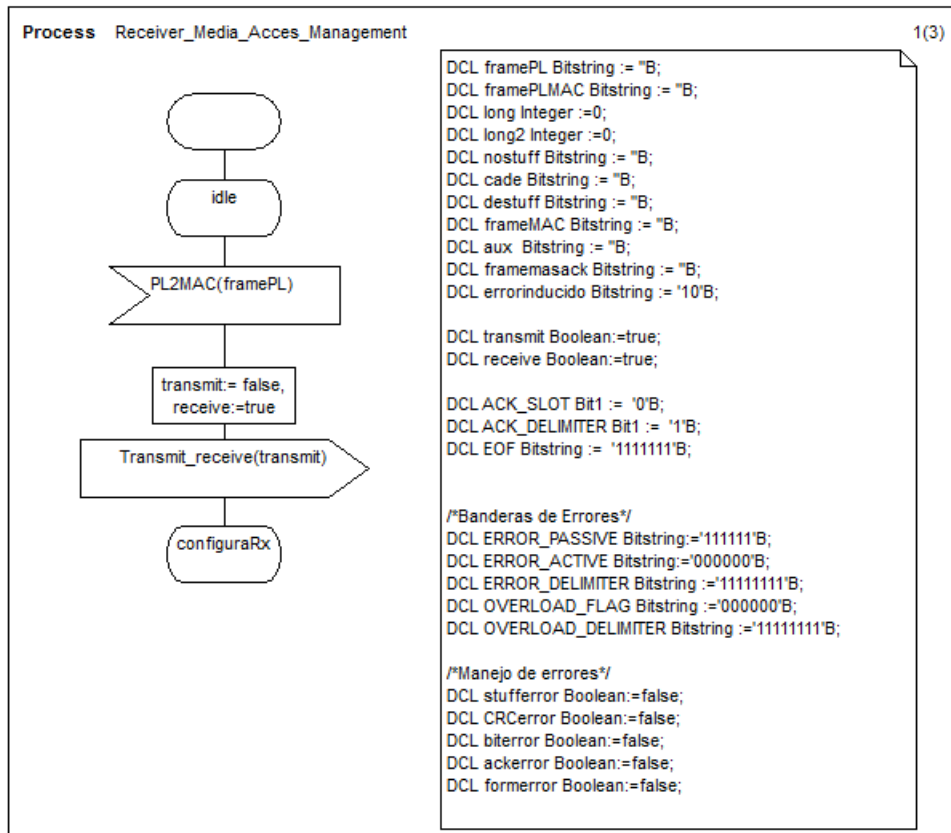 Process Receiver_Media_Acces_Management
1(3)
idle
PL2MAC(framePL)
transmit:= false,
receive:=true
Transmit_receive(transmit)
configuraRx
DCL framePL Bitstring := ''B;
DCL framePLMAC Bitstring := ''B;
DCL long Integer :=0;
DCL long2 Integer :=0;
DCL nostuff Bitstring := ''B;
DCL cade Bitstring := ''B;
DCL destuff Bitstring := ''B;
DCL frameMAC Bitstring := ''B;
DCL aux Bitstring := ''B;
DCL framemasack Bitstring := ''B;
DCL errorinducido Bitstring := '10'B;
DCL transmit Boolean:=true;
DCL receive Boolean:=true;
DCL ACK_SLOT Bit1 := '0'B;
DCL ACK_DELIMITER Bit1 := '1'B;
DCL EOF Bitstring := '1111111'B;
/*Banderas de Errores*/
DCL ERROR_PASSIVE Bitstring:='111111'B;
DCL ERROR_ACTIVE Bitstring:='000000'B;
DCL ERROR_DELIMITER Bitstring :='11111111'B;
DCL OVERLOAD_FLAG Bitstring :='000000'B;
DCL OVERLOAD_DELIMITER Bitstring :='11111111'B;
/*Manejo de errores*/
DCL stufferror Boolean:=false;
DCL CRCerror Boolean:=false;
DCL biterror Boolean:=false;
DCL ackerror Boolean:=false;
DCL formerror Boolean:=false;